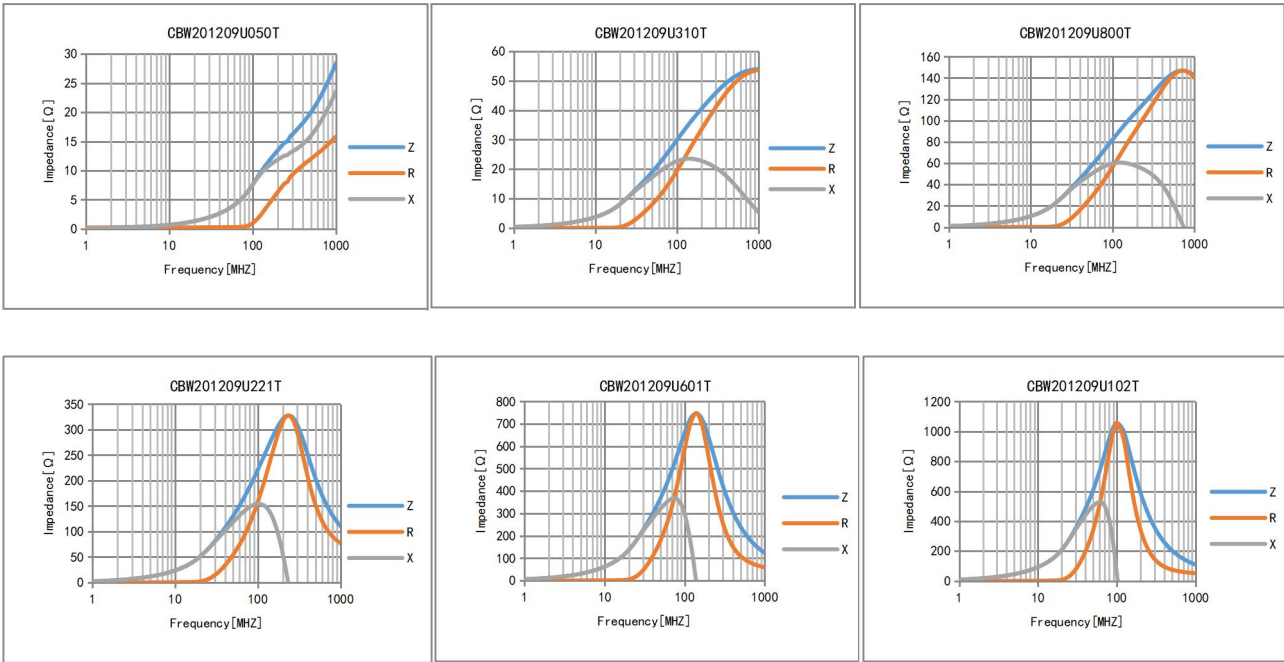 CBW201209U050T
30
25
20
15
10
5
0
Impedance[Ω]
1 10 100 1000
Frequency[MHZ]
Z
R
X
CBW201209U310T
60
50
40
30
20
10
0
Impedance[Ω]
1 10 100 1000
Frequency[MHZ]
Z
R
X
CBW201209U800T
160
140
120
100
80
60
40
20
0
Impedance[Ω]
1 10 100 1000
Frequency[MHZ]
Z
R
X
CBW201209U221T
350
300
250
200
150
100
50
0
Impedance[Ω]
1 10 100 1000
Frequency[MHZ]
Z
R
X
CBW201209U601T
800
700
600
500
400
300
200
100
0
Impedance[Ω]
1 10 100 1000
Frequency[MHZ]
Z
R
X
CBW201209U102T
1200
1000
800
600
400
200
0
Impedance[Ω]
1 10 100 1000
Frequency[MHZ]
Z
R
X